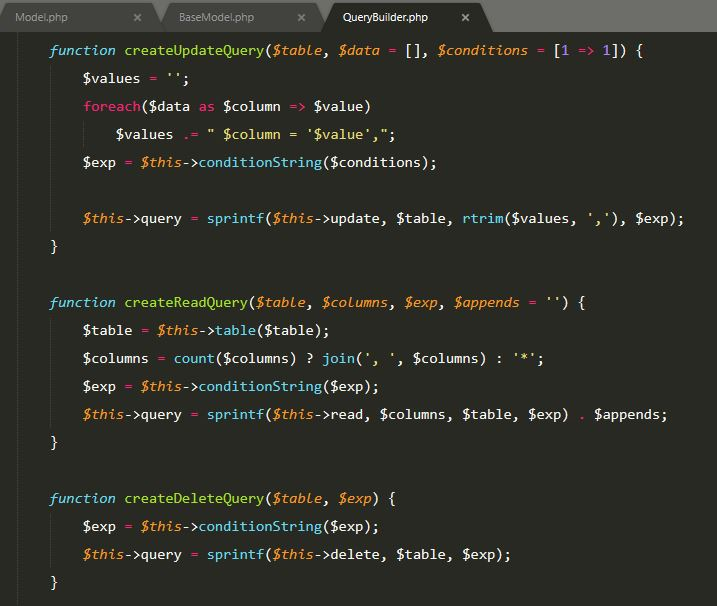 Model.php × BaseModel.php × QueryBuilder.php ×
function createUpdateQuery($table, $data = [], $conditions = [1 => 1]) {
$values = '';
foreach($data as $column => $value)
$values .= " $column = '$value',";
$exp = $this->conditionString($conditions);
$this->query = sprintf($this->update, $table, rtrim($values, ','), $exp);
}
function createReadQuery($table, $columns, $exp, $appends = '') {
$table = $this->table($table);
$columns = count($columns) ? join(', ', $columns) : '*';
$exp = $this->conditionString($exp);
$this->query = sprintf($this->read, $columns, $table, $exp) . $appends;
}
function createDeleteQuery($table, $exp) {
$exp = $this->conditionString($exp);
$this->query = sprintf($this->delete, $table, $exp);
}